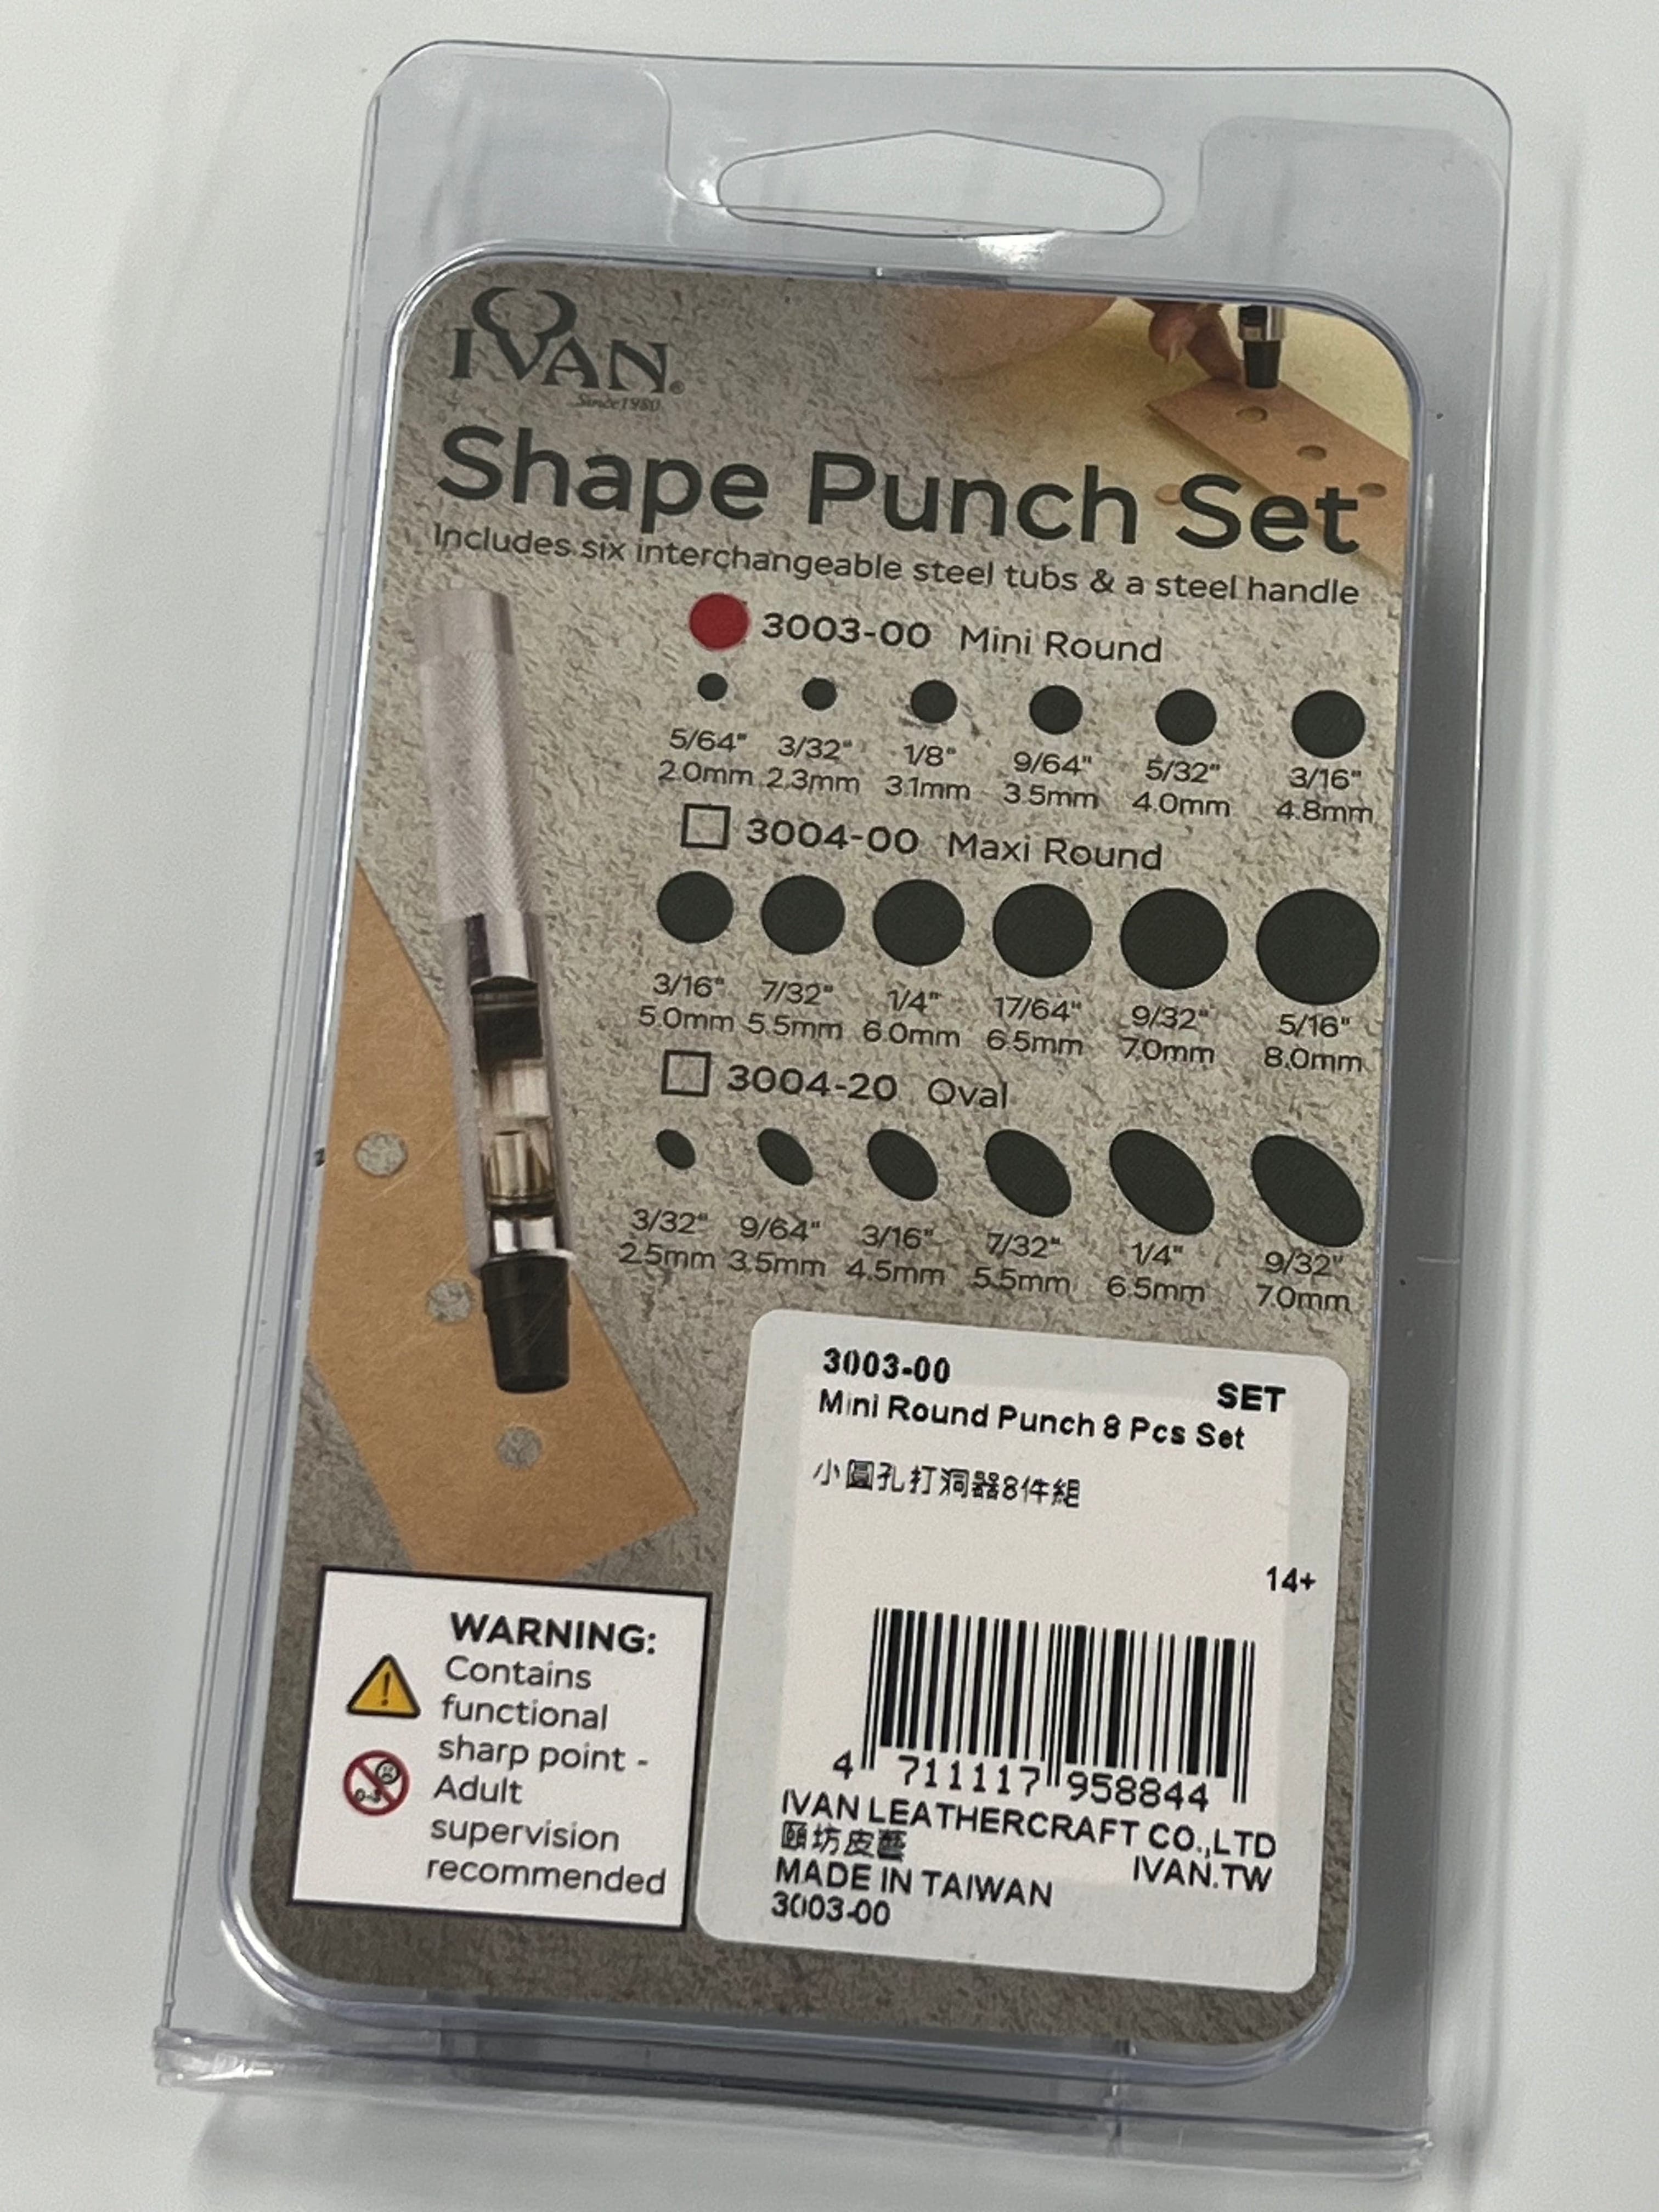 IVAN®
Since1980
Shape Punch Set
Includes six interchangeable steel tubs & a steel handle
3003-00 Mini Round
5/64" 3/32" 1/8" 9/64" 5/32" 3/16"
2.0mm 2.3mm 3.1mm 3.5mm 4.0mm 4.8mm
3004-00 Maxi Round
3/16" 7/32" 1/4" 17/64" 9/32" 5/16"
5.0mm 5.5mm 6.0mm 6.5mm 7.0mm 8.0mm
3004-20 Oval
3/32" 9/64" 3/16" 7/32" 1/4" 9/32"
2.5mm 3.5mm 4.5mm 5.5mm 6.5mm 7.0mm
3003-00
SET
Mini Round Punch 8 Pcs Set
小圓孔打洞器8件組
14+
4 711117 958844
IVAN LEATHERCRAFT CO.,LTD
頤坊皮藝
IVAN.TW
MADE IN TAIWAN
3003-00
WARNING:
Contains
functional
sharp point -
Adult
supervision
recommended
0-3